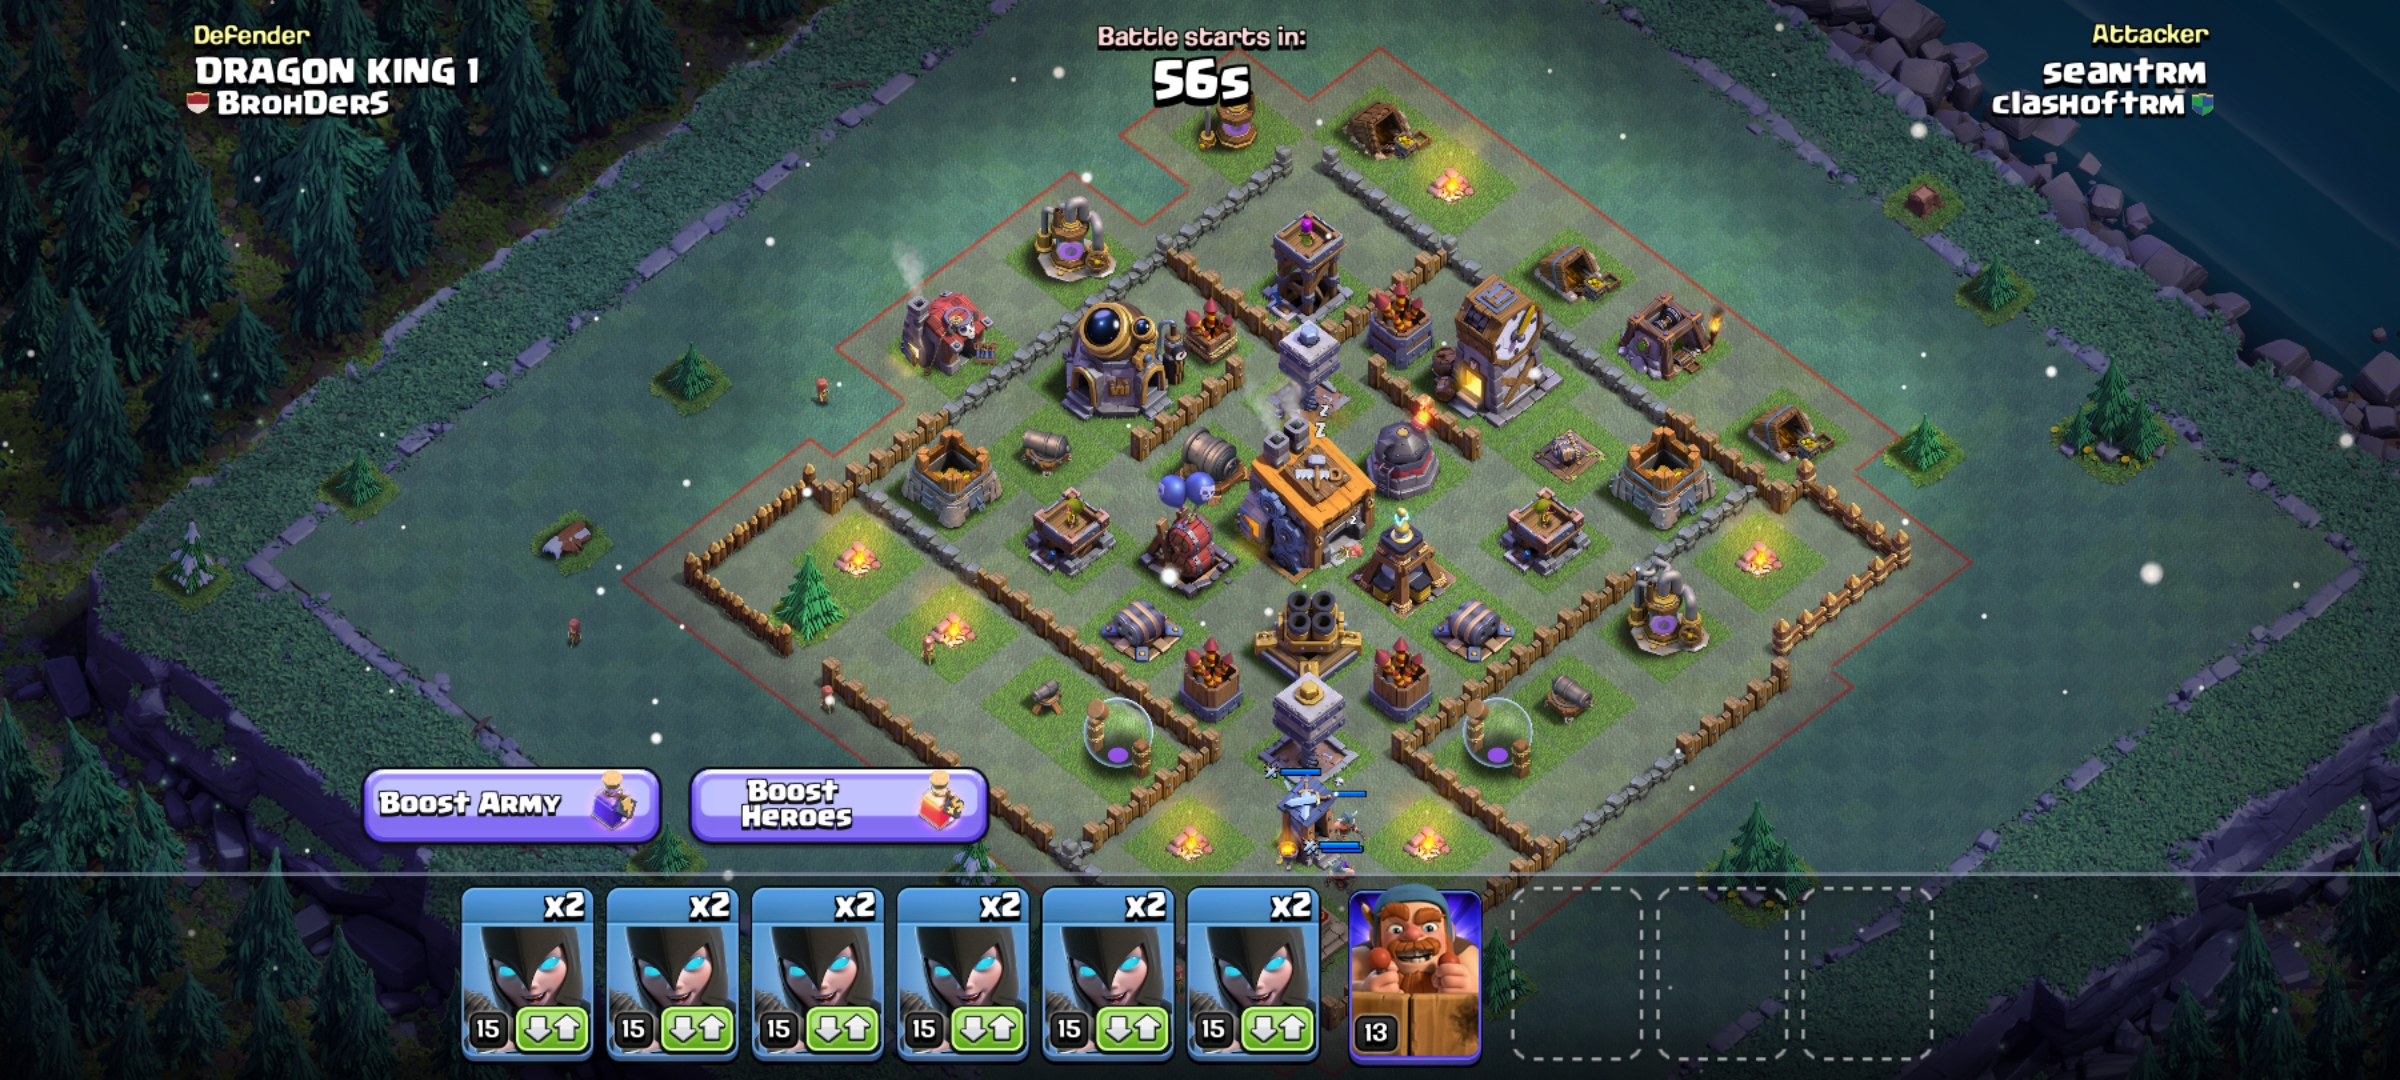 Defender
DRAGON KING 1
BROHDERS
Battle starts in:
56s
Attacker
seantRM
clashoftRM
z
z
z
Boost Army
Boost
Heroes
x2
x2
x2
x2
x2
x2
15
15
15
15
15
15
13